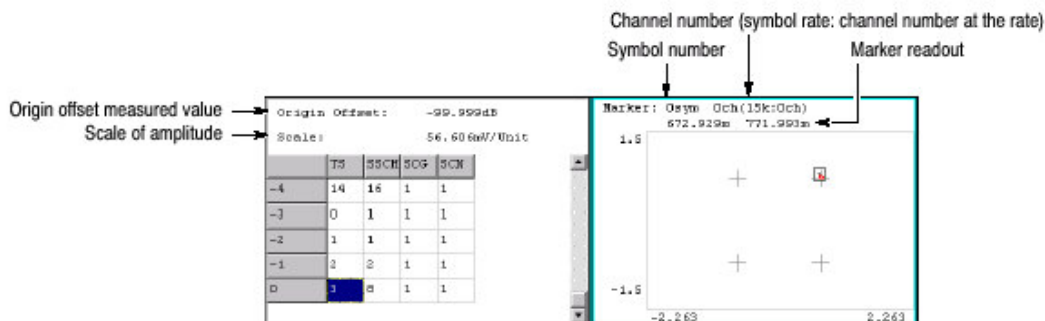 Channel number (symbol rate: channel number at the rate)
Symbol number
Marker readout
Origin offset measured value
Scale of amplitude
Origin Offset: -99.999dB
Scale: 56.606mV/Unit
TS SSCH SCG SCN
-4 14 16 1 1
-3 0 1 1 1
-2 1 1 1 1
-1 2 2 1 1
0 3 8 1 1
Marker: 0sym 0ch(15k:0ch)
672.929m 771.993m
1.5
-1.5
-2.263 2.263